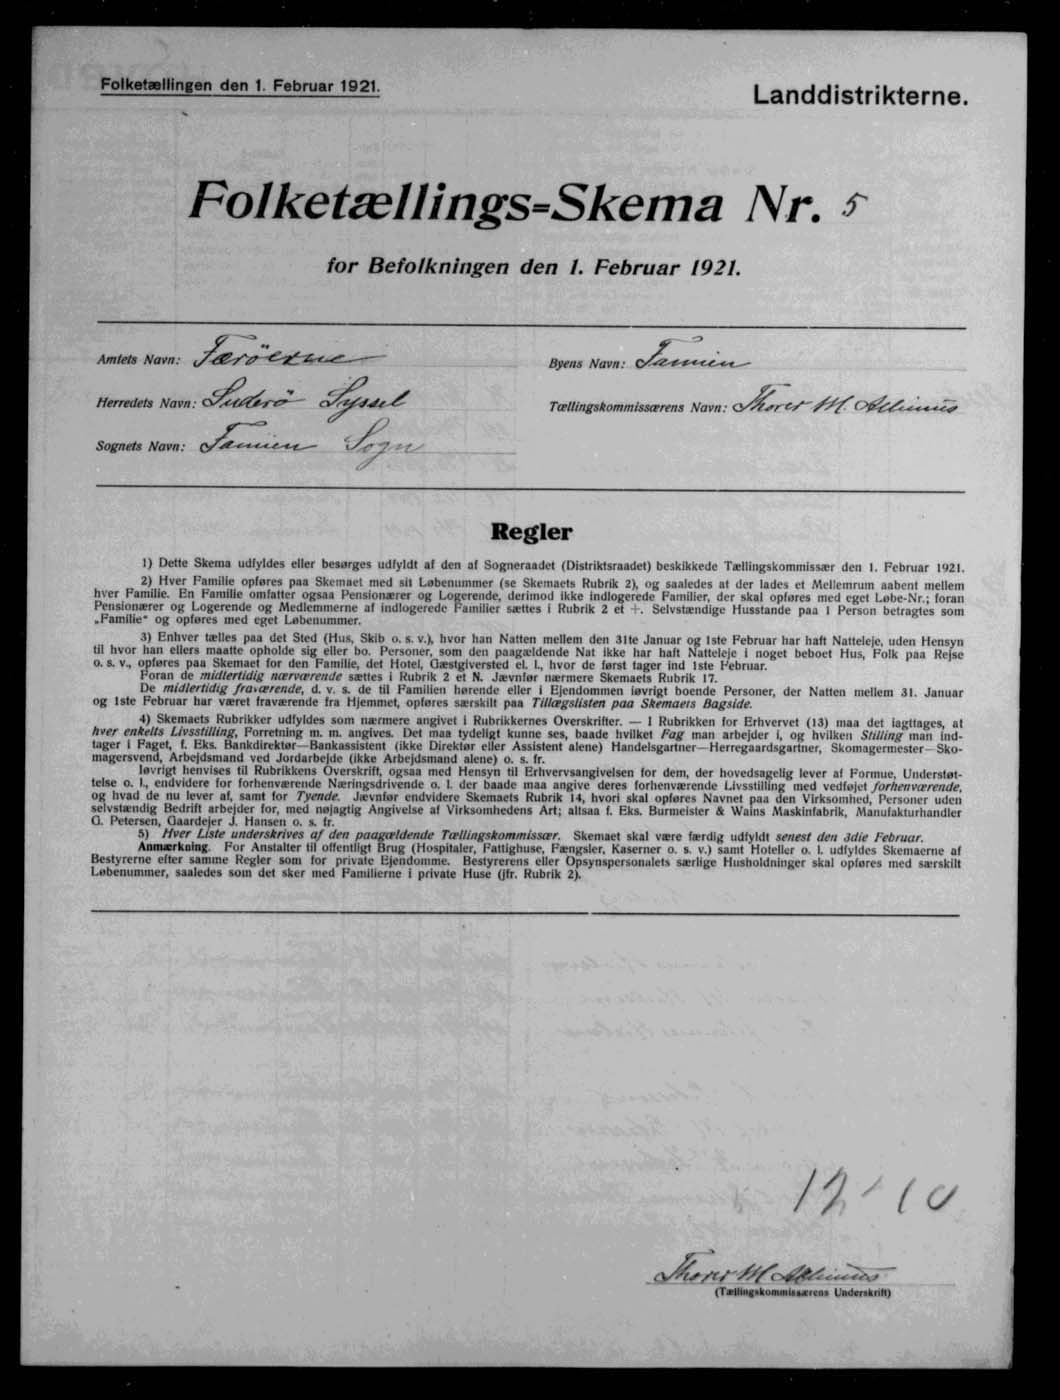 Folketællingen den 1. Februar 1921.
Landdistrikterne.
Folketællings=Skema Nr. 5
for Befolkningen den 1. Februar 1921.
Amtets Navn: Færöerne
Byens Navn: Famien
Herredets Navn: Suderö Syssel
Tællingskommissærens Navn: Thorer M.
Sognets Navn: Famien Sogn
Regler
1) Dette Skema udfyldes eller besørges udfyldt af den af Sogneraadet (Distriktsraadet) beskikkede Tællingskommissær den 1. Februar 1921.
2) Hver Familie opføres paa Skemaet med sit Løbenummer (se Skemaets Rubrik 2), og saaledes at der lades et Mellemrum aabent mellem
hver Familie. En Familie omfatter ogsaa Pensionærer og Logerende, derimod ikke indlogerede Familier, der skal opføres med eget Løbe-Nr.; foran
Pensionærer og Logerende og Medlemmerne af indlogerede Familier sættes i Rubrik 2 et +. Selvstændige Husstande paa 1 Person betragtes som
„Familie“ og opføres med eget Løbenummer.
3) Enhver tælles paa det Sted (Hus, Skib o. s. v.), hvor han Natten mellem den 31te Januar og 1ste Februar har haft Natteleje, uden Hensyn
til hvor han ellers maatte opholde sig eller bo. Personer, som den paagældende Nat ikke har haft Natteleje i noget beboet Hus, Folk paa Rejse
o. s. v., opføres paa Skemaet for den Familie, det Hotel, Gæstgiversted el. l., hvor de først tager ind 1ste Februar.
Foran de midlertidig nærværende sættes i Rubrik 2 et N. Jævnfør nærmere Skemaets Rubrik 17.
De midlertidig fraværende, d. v. s. de til Familien hørende eller i Ejendommen iøvrigt boende Personer, der Natten mellem 31. Januar
og 1ste Februar har været fraværende fra Hjemmet, opføres særskilt paa Tillægslisten paa Skemaets Bagside.
4) Skemaets Rubrikker udfyldes som nærmere angivet i Rubrikkernes Overskrifter. — I Rubrikken for Erhvervet (13) maa det iagttages, at
hver enkelts Livsstilling, Forretning m. m. angives. Det maa tydeligt kunne ses, baade hvilket Fag man arbejder i, og hvilken Stilling man ind-
tager i Faget, f. Eks. Bankdirektør—Bankassistent (ikke Direktør eller Assistent alene) Handelsgartner—Herregaardsgartner, Skomagermester—Sko-
magersvend, Arbejdsmand ved Jordarbejde (ikke Arbejdsmand alene) o. s. fr.
Iøvrigt henvises til Rubrikkens Overskrift, ogsaa med Hensyn til Erhvervsangivelsen for dem, der hovedsagelig lever af Formue, Understøt-
telse o. l., endvidere for forhenværende Næringsdrivende o. l. der baade maa angive deres forhenværende Livsstilling med vedføjet forhenværende,
og hvad de nu lever af, samt for Tyende. Jævnfør endvidere Skemaets Rubrik 14, hvori skal opføres Navnet paa den Virksomhed, Personer uden
selvstændig Bedrift arbejder for, med nøjagtig Angivelse af Virksomhedens Art; altsaa f. Eks. Burmeister & Wains Maskinfabrik, Manufakturhandler
G. Petersen, Gaardejer J. Hansen o. s. fr.
5) Hver Liste underskrives af den paagældende Tællingskommissær. Skemaet skal være færdig udfyldt senest den 3die Februar.
Anmærkning. For Anstalter til offentligt Brug (Hospitaler, Fattighuse, Fængsler, Kaserner o. s. v.) samt Hoteller o. l. udfyldes Skemaerne af
Bestyrerne efter samme Regler som for private Ejendomme. Bestyrerens eller Opsynspersonalets særlige Husholdninger skal opføres med særskilt
Løbenummer, saaledes som det sker med Familierne i private Huse (jfr. Rubrik 2).
12 - 10
Thorer M
(Tællingskommissærens Underskrift)